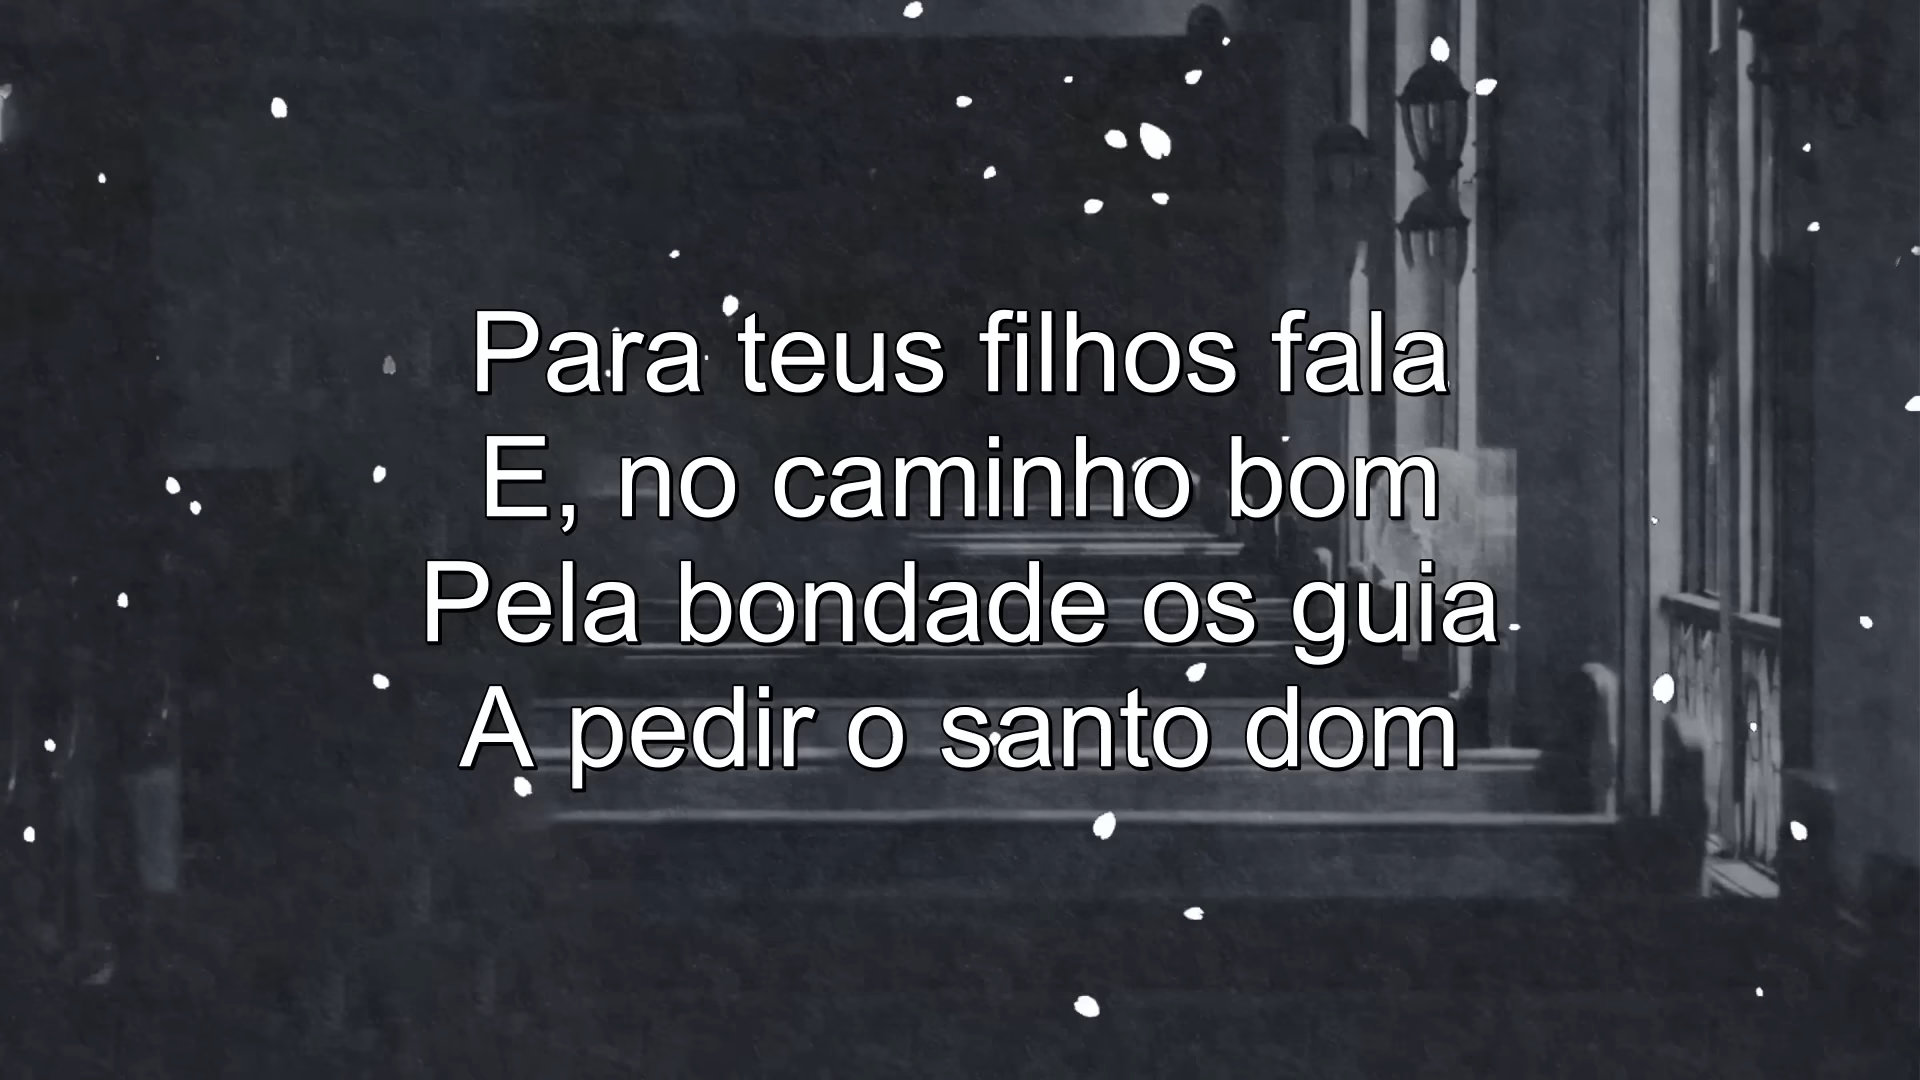 Para teus filhos fala
E, no caminho bom
Pela bondade os guia
A pedir o santo dom